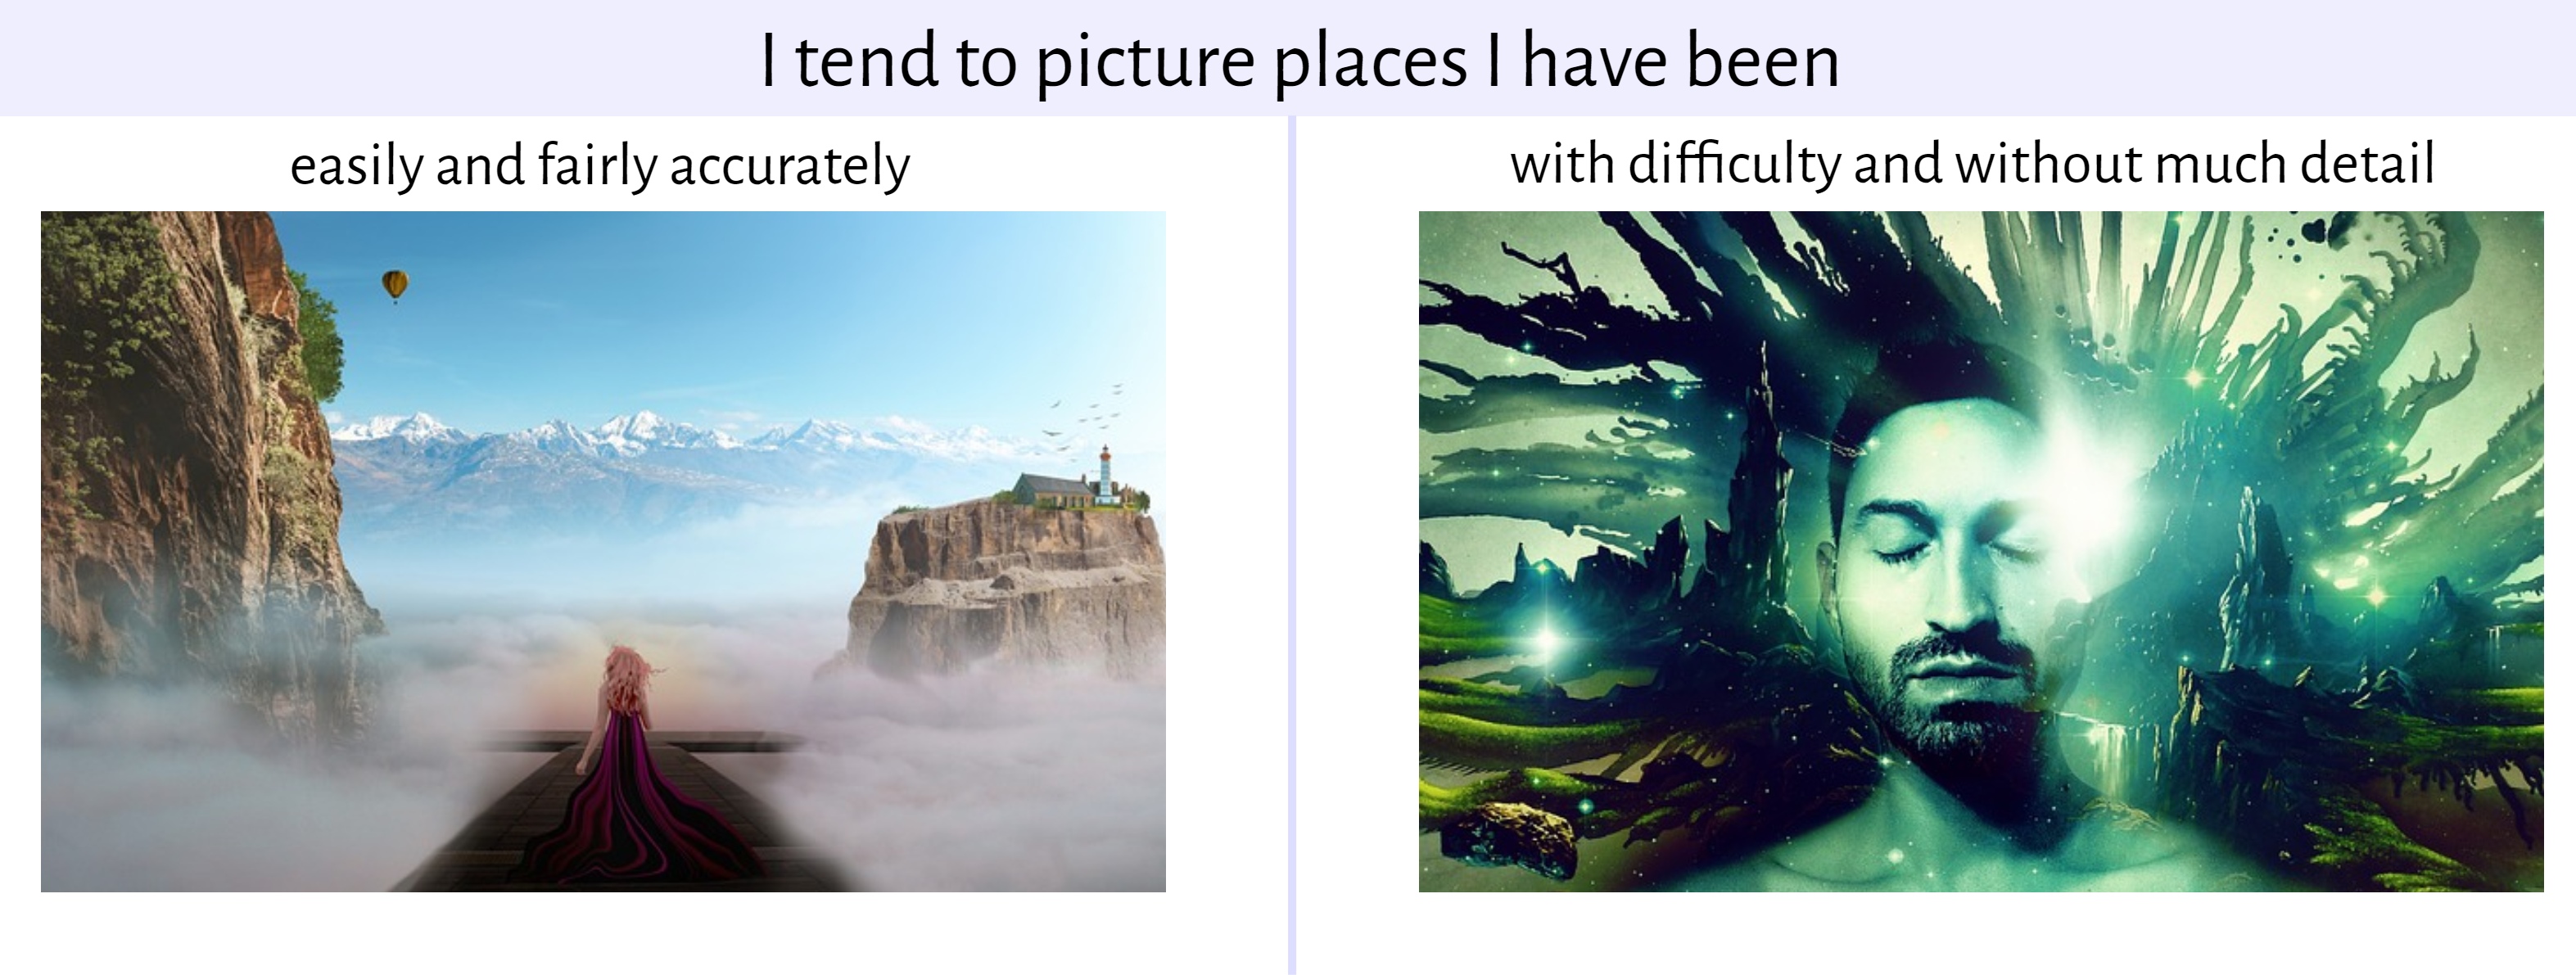 I tend to picture places I have been
easily and fairly accurately
with difficulty and without much detail